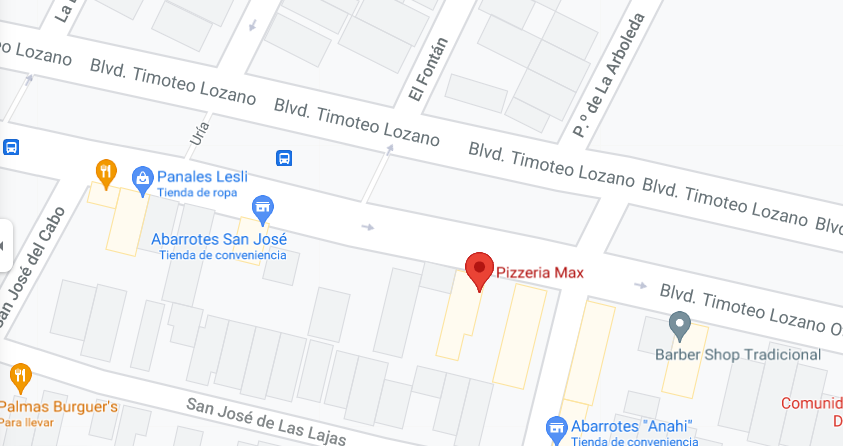 La
eo Lozano
Blvd. Timoteo Lozano
Blvd. Timoteo Lozano
Blvd. Timoteo Lozano
Blvd. Timoteo Lozano
Blv
El Fontán
P.º de La Arboleda
Uría
Panales Lesli
Tienda de ropa
Abarrotes San José
Tienda de conveniencia
San José del Cabo
Pizzeria Max
Blvd. Timoteo Lozano O
Barber Shop Tradicional
Palmas Burguer's
Para llevar
San José de Las Lajas
Comunid
D
Abarrotes "Anahi"
Tienda de conveniencia